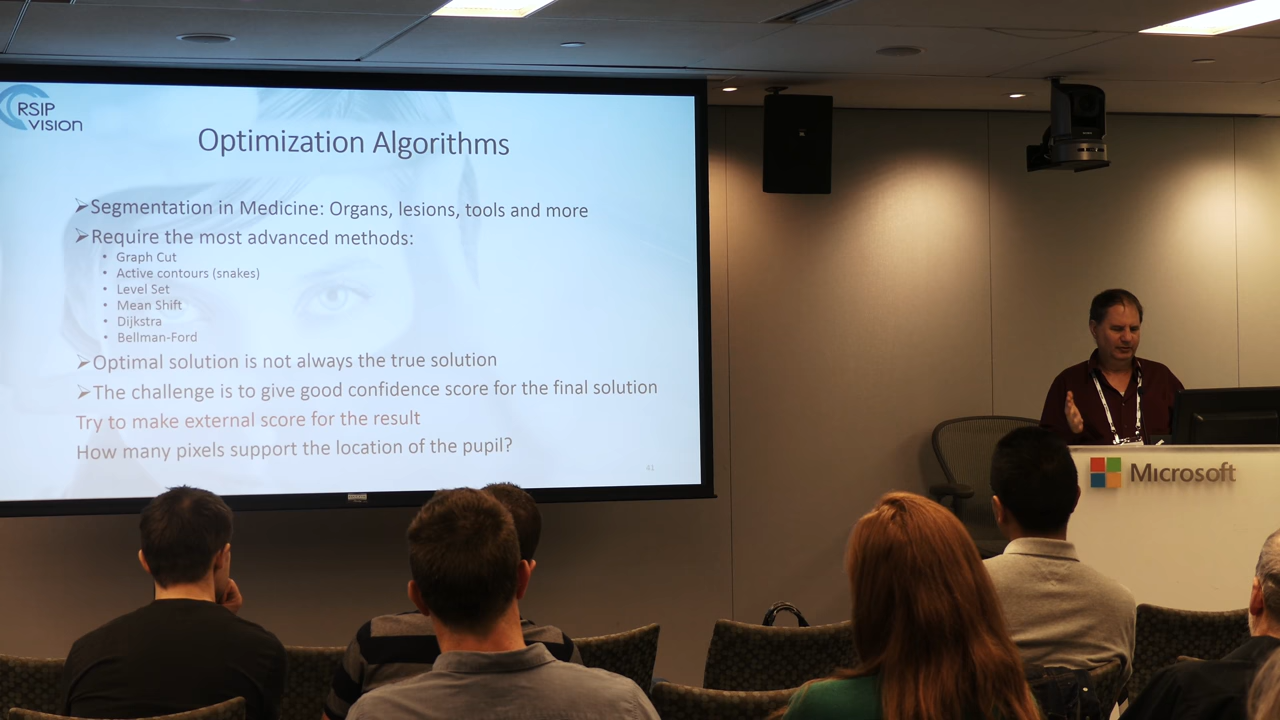 RSIP
VISION
Optimization Algorithms
➢Segmentation in Medicine: Organs, lesions, tools and more
➢Require the most advanced methods:
• Graph Cut
• Active contours (snakes)
• Level Set
• Mean Shift
• Dijkstra
• Bellman-Ford
➢Optimal solution is not always the true solution
➢The challenge is to give good confidence score for the final solution
Try to make external score for the result
How many pixels support the location of the pupil?
41
Microsoft